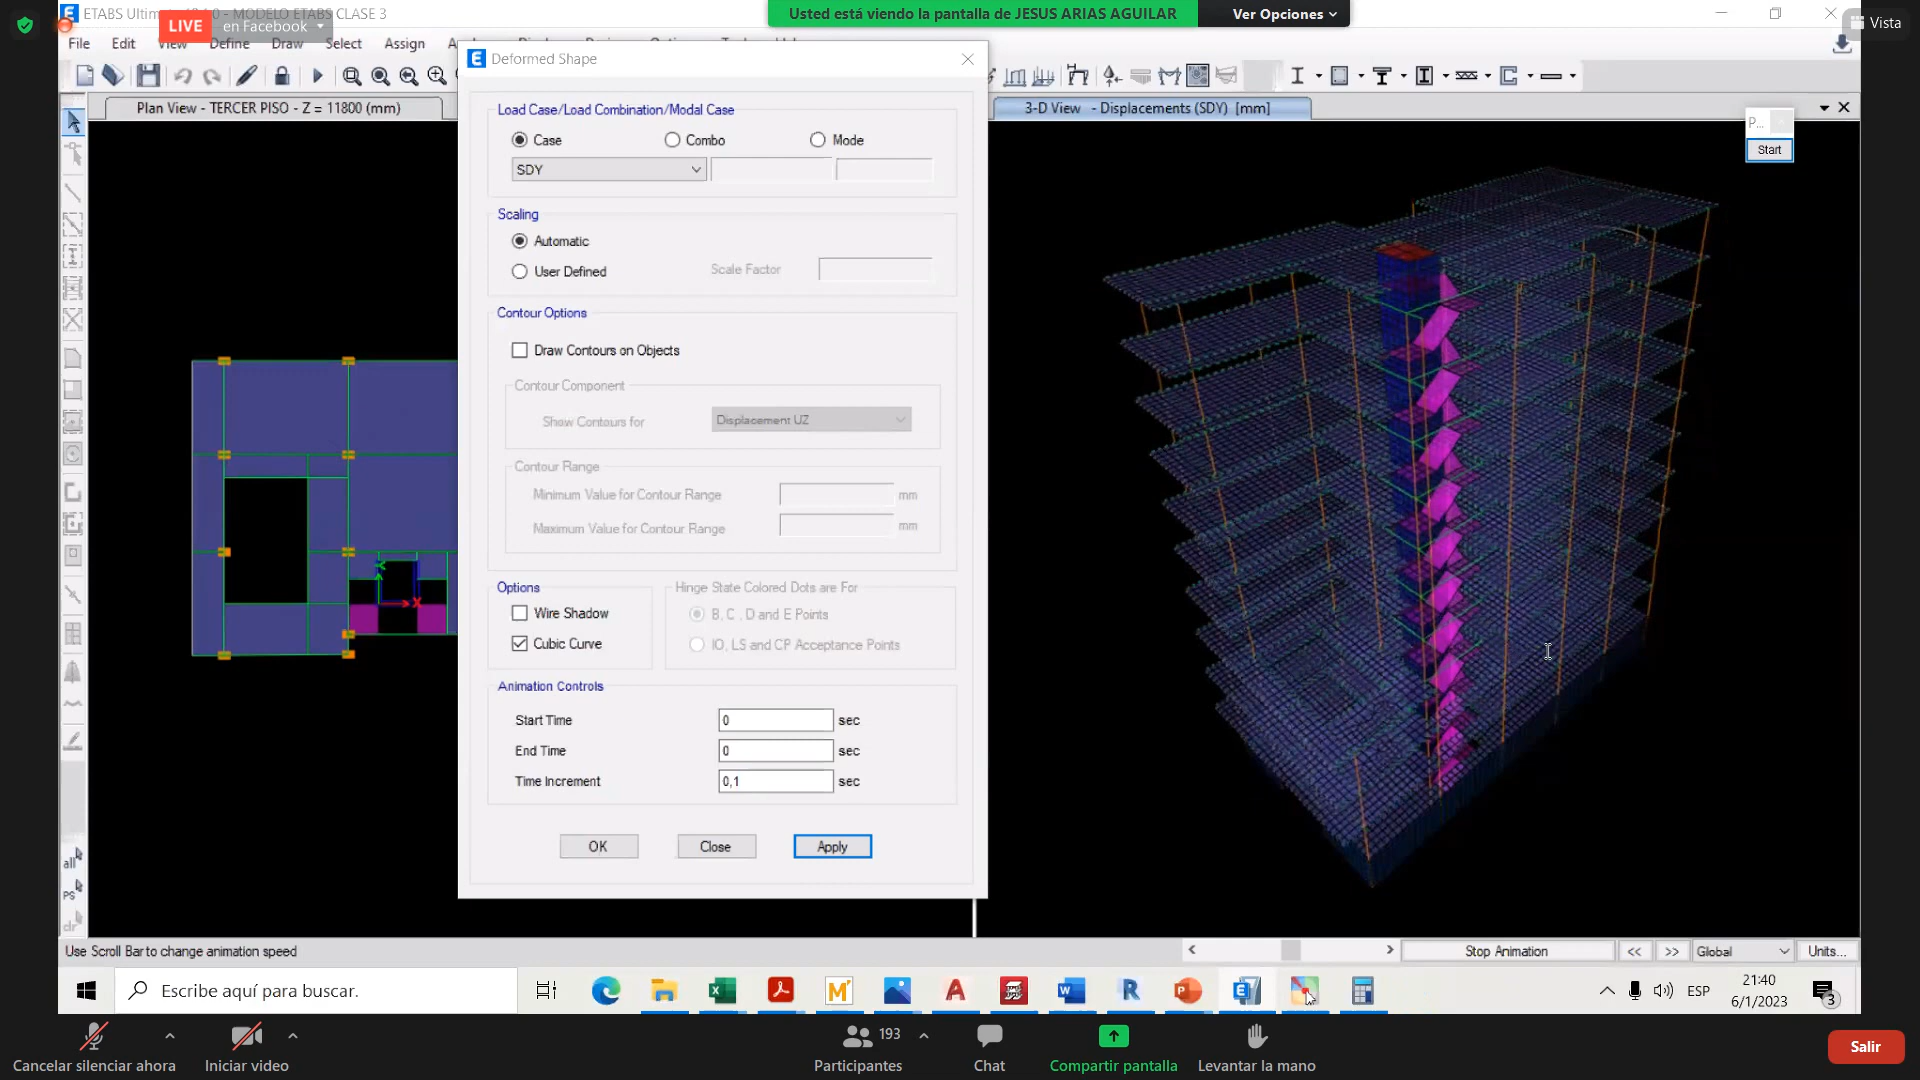 ETABS Ultimate
- MODELO ETABS CLASE 3
LIVE
en Facebook
Usted está viendo la pantalla de JESUS ARIAS AGUILAR
Ver Opciones
Vista
File Edit View Define Draw Select Assign
Deformed Shape
Plan View - TERCER PISO - Z = 11800 (mm)
3-D View - Displacements (SDY) [mm]
P...
Start
Load Case/Load Combination/Modal Case
Case Combo Mode
SDY
Scaling
Automatic
User Defined Scale Factor
Contour Options
Draw Contours on Objects
Contour Component
Show Contours for Displacement UZ
Contour Range
Minimum Value for Contour Range mm
Maximum Value for Contour Range mm
Options
Wire Shadow
Cubic Curve
Hinge State Colored Dots are For
B, C , D and E Points
IO, LS and CP Acceptance Points
Animation Controls
Start Time 0 sec
End Time 0 sec
Time Increment 0,1 sec
OK Close Apply
Y
X
all
ps
dr
Use Scroll Bar to change animation speed
Stop Animation << >> Global Units...
Escribe aquí para buscar.
ESP
21:40
6/1/2023
3
Cancelar silenciar ahora
Iniciar video
193
Participantes
Chat
Compartir pantalla
Levantar la mano
Salir